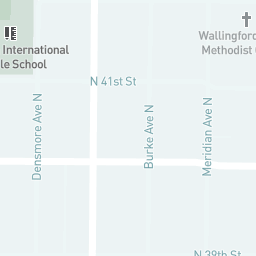 International
le School
Wallingford
Methodist
N 41st St
Densmore Ave N
Burke Ave N
Meridian Ave N
N 39th St